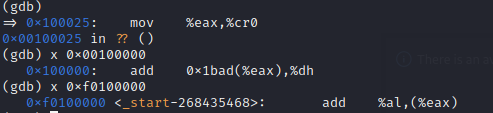 (gdb)
=> 0×100025: mov %eax,%cr0
0×00100025 in ?? ()
(gdb) x 0×00100000
0×100000: add 0×1bad(%eax),%dh
(gdb) x 0×f0100000
0×f0100000 <_start-268435468>: add %al,(%eax)